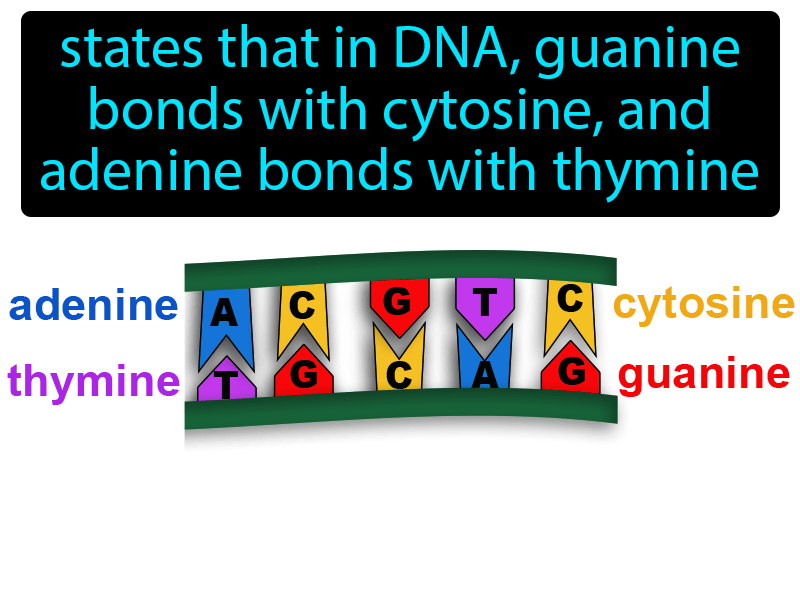 states that in DNA, guanine
bonds with cytosine, and
adenine bonds with thymine
adenine
thymine
A C G T C
T G C A G
cytosine
guanine